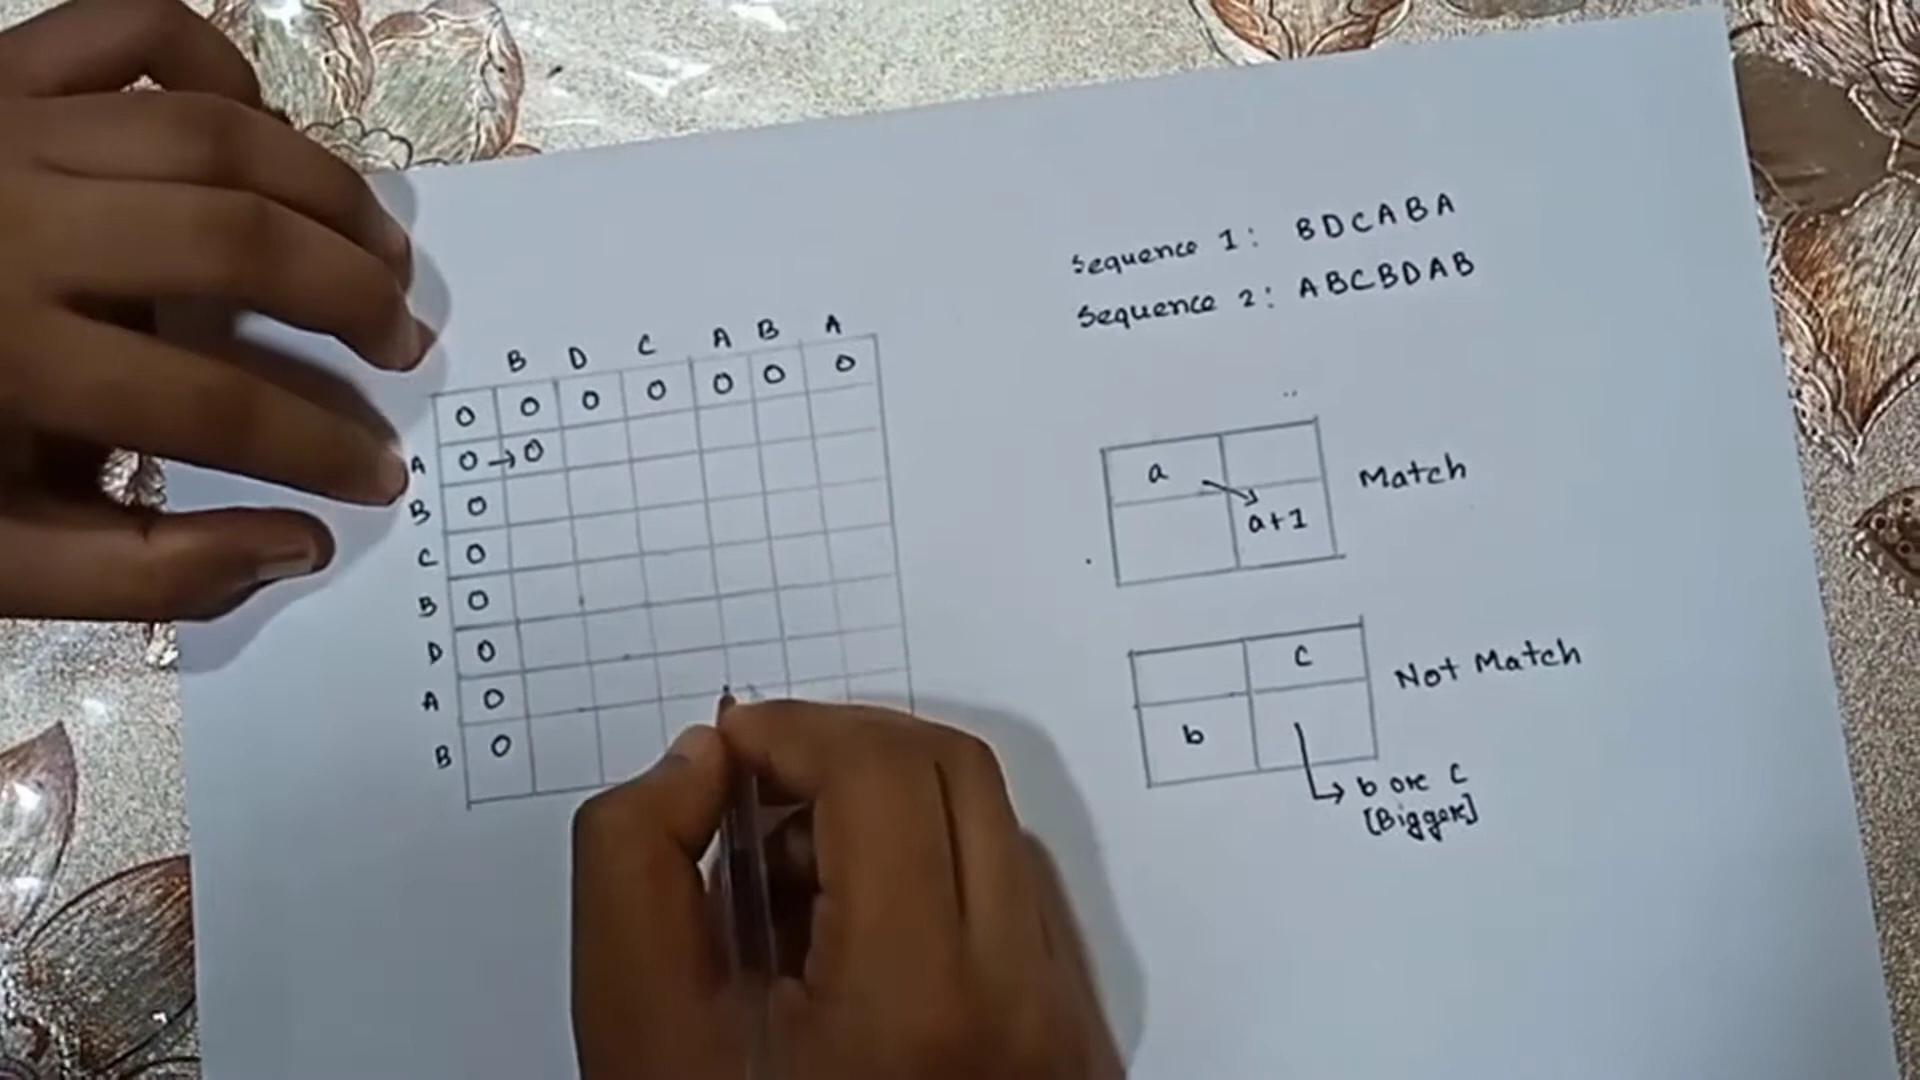 Sequence 1: BDCABA
Sequence 2: ABCBDAB
B D C A B A
0 0 0 0 0 0 0
A 0 → 0
B 0
C 0
B 0
D 0
A 0
B 0
a
a+1
Match
c
b
Not Match
b or c
[Bigger]